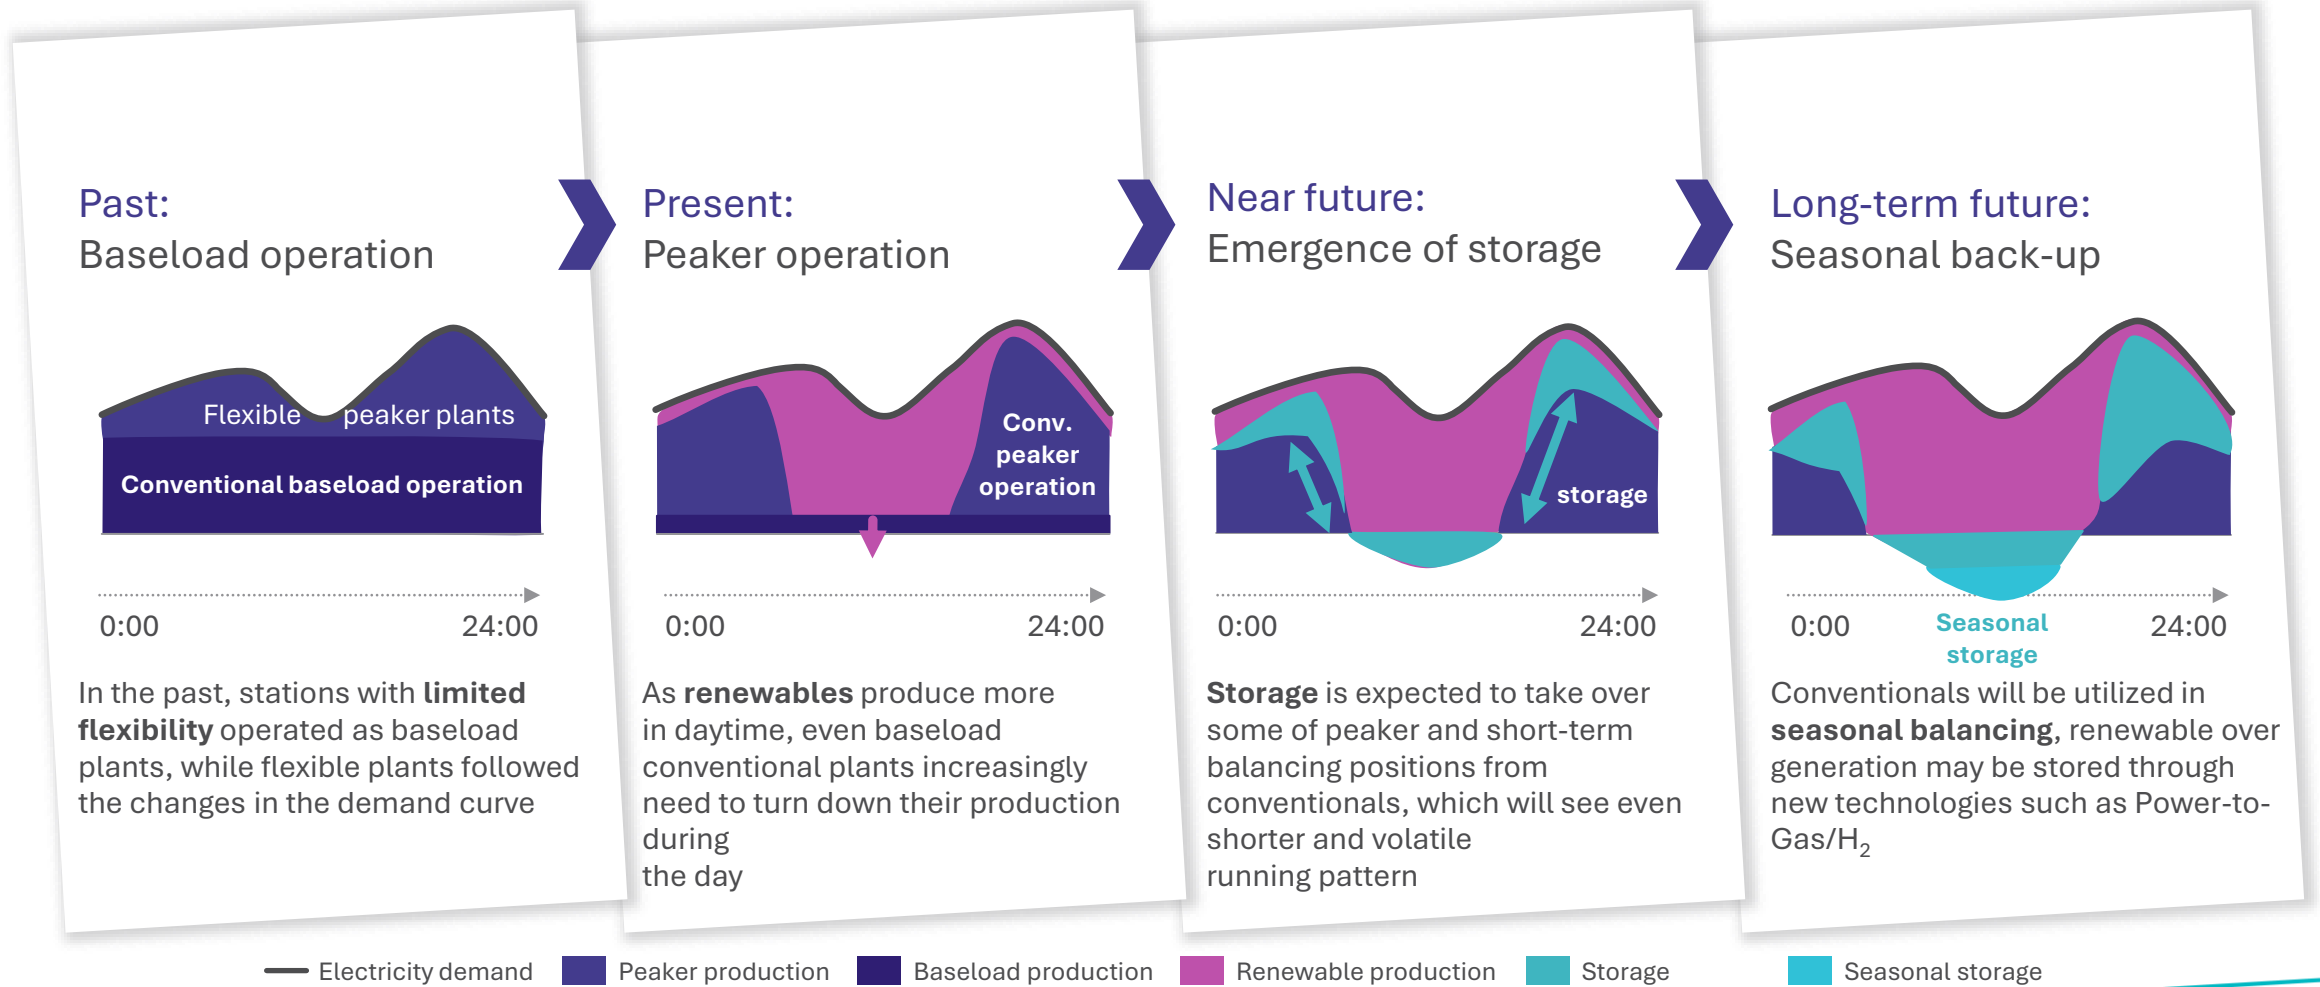 Past:
Baseload operation
Flexible peaker plants
Conventional baseload operation
0:00 24:00
In the past, stations with limited
flexibility operated as baseload
plants, while flexible plants followed
the changes in the demand curve
Present:
Peaker operation
Conv.
peaker
operation
0:00 24:00
As renewables produce more
in daytime, even baseload
conventional plants increasingly
need to turn down their production
during
the day
Near future:
Emergence of storage
storage
0:00 24:00
Storage is expected to take over
some of peaker and short-term
balancing positions from
conventionals, which will see even
shorter and volatile
running pattern
Long-term future:
Seasonal back-up
0:00 24:00
Seasonal
storage
Conventionals will be utilized in
seasonal balancing, renewable over
generation may be stored through
new technologies such as Power-to-
Gas/H₂
Electricity demand
Peaker production
Baseload production
Renewable production
Storage
Seasonal storage